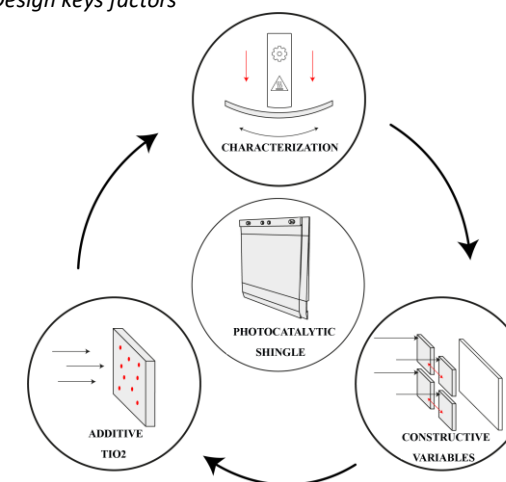 Design keys factors
CHARACTERIZATION
PHOTOCATALYTIC
SHINGLE
ADDITIVE
TIO2
CONSTRUCTIVE
VARIABLES